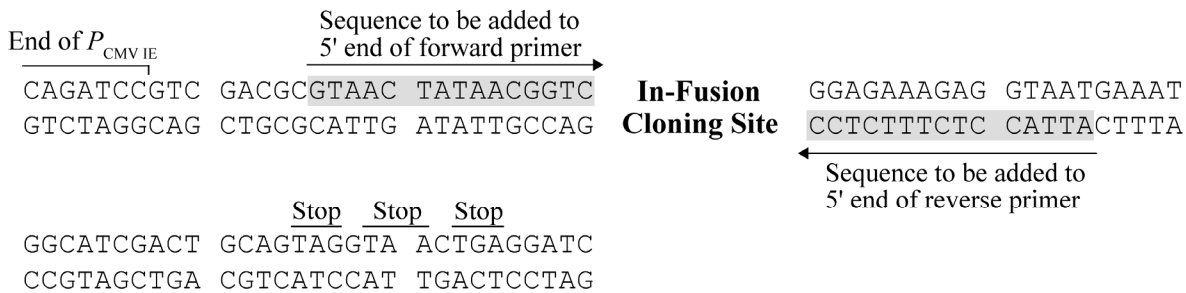 Sequence to be added to
5' end of forward primer
End of PCMV IE
CAGATCCGTC GACGCGTAAC TATAACGGTC In-Fusion GGAGAAAGAG GTAATGAAAT
GTCTAGGCAG CTGCGCATTG ATATTGCCAG Cloning Site CCTCTTTCTC CATTACTTTA
Sequence to be added to
5' end of reverse primer
Stop Stop Stop
GGCATCGACT GCAGTAGGTA ACTGAGGATC
CCGTAGCTGA CGTCATCCAT TGACTCCTAG